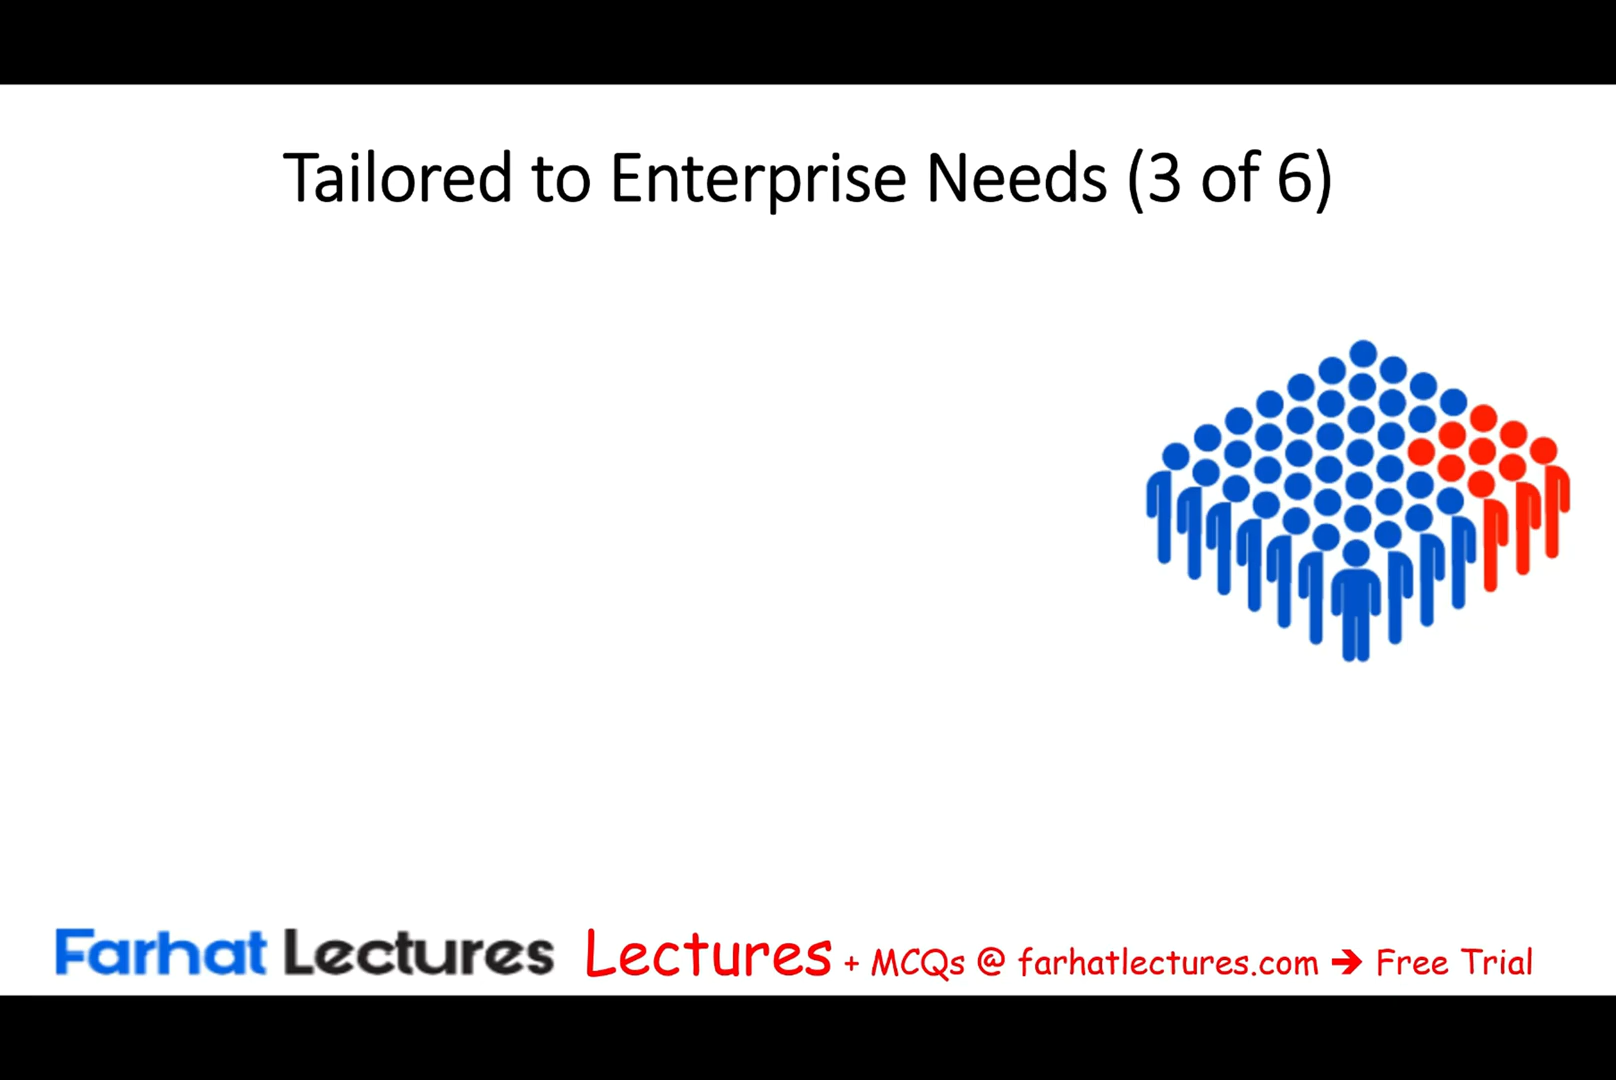 Tailored to Enterprise Needs (3 of 6)
Farhat Lectures Lectures + MCQs @ farhatlectures.com → Free Trial